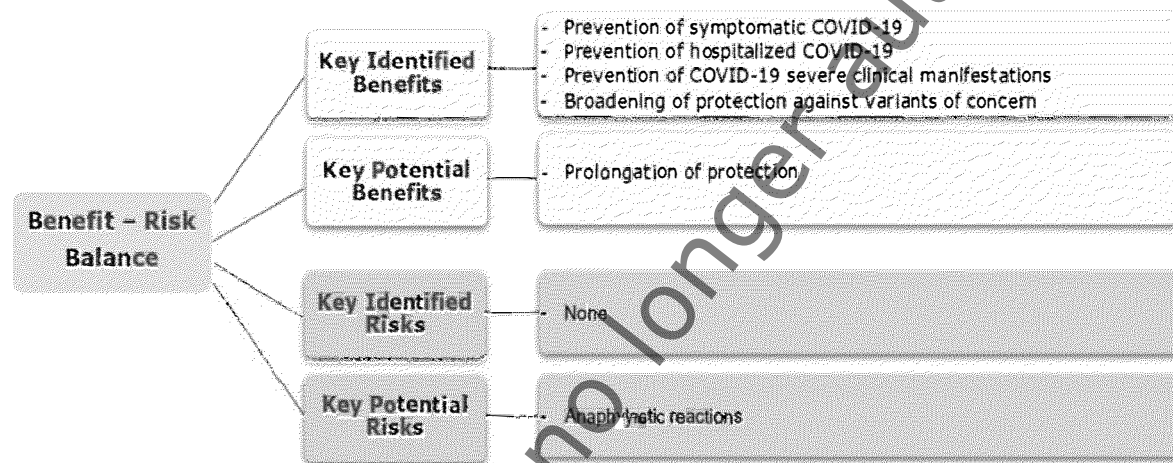 Benefit – Risk
Balance
Key Identified
Benefits
- Prevention of symptomatic COVID-19
- Prevention of hospitalized COVID-19
- Prevention of COVID-19 severe clinical manifestations
- Broadening of protection against variants of concern
Key Potential
Benefits
- Prolongation of protection
Key Identified
Risks
- None
Key Potential
Risks
- Anaphylactic reactions
no longer